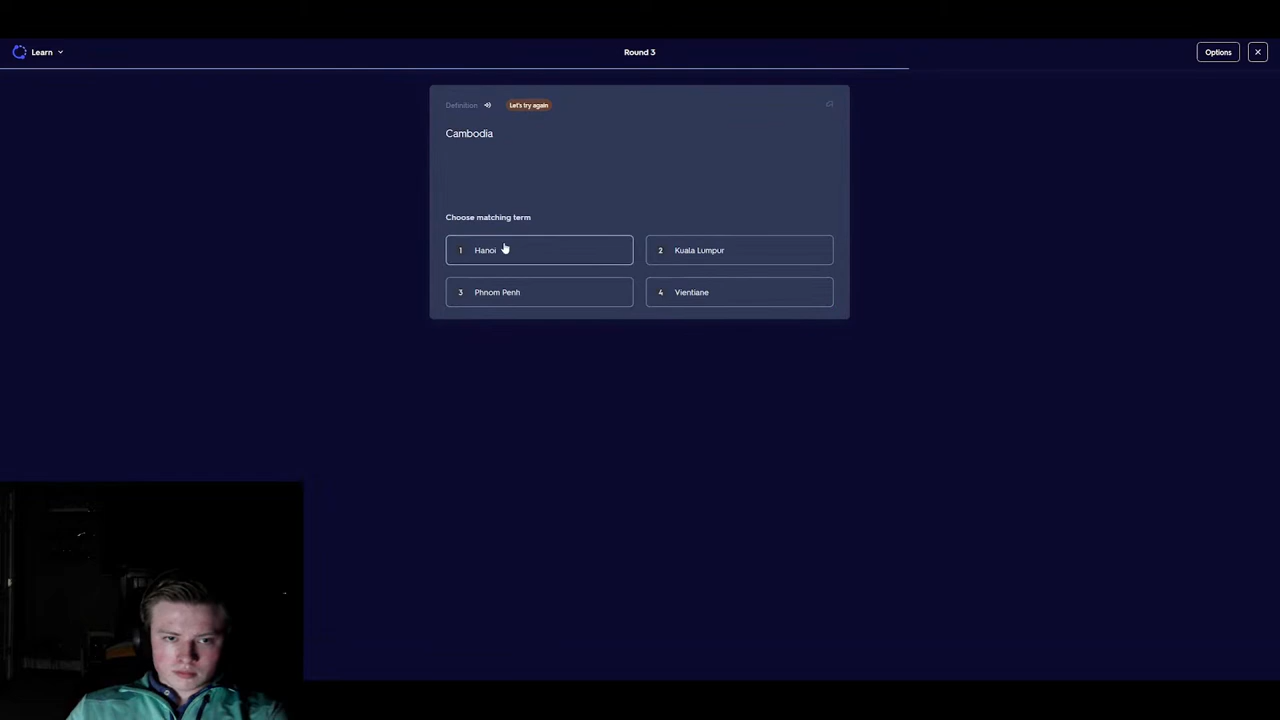 Learn
Round 3
Options
Definition
Let's try again
Cambodia
Choose matching term
1 Hanoi
2 Kuala Lumpur
3 Phnom Penh
4 Vientiane